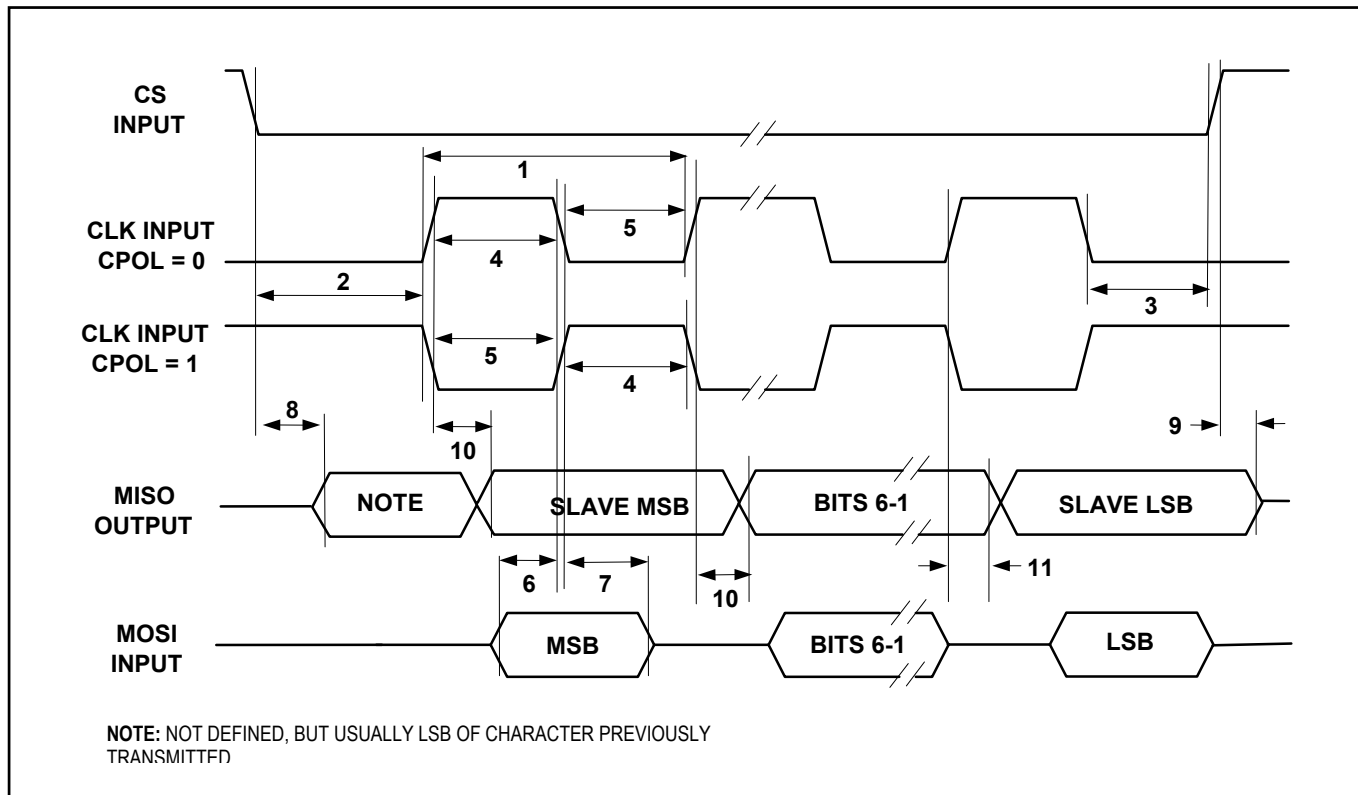 CS
INPUT
1
CLK INPUT
CPOL = 0
5
4
2
3
CLK INPUT
CPOL = 1
5
4
8
10
9
MISO
OUTPUT
NOTE
SLAVE MSB
BITS 6-1
SLAVE LSB
6
7
10
11
MOSI
INPUT
MSB
BITS 6-1
LSB
NOTE: NOT DEFINED, BUT USUALLY LSB OF CHARACTER PREVIOUSLY
TRANSMITTED